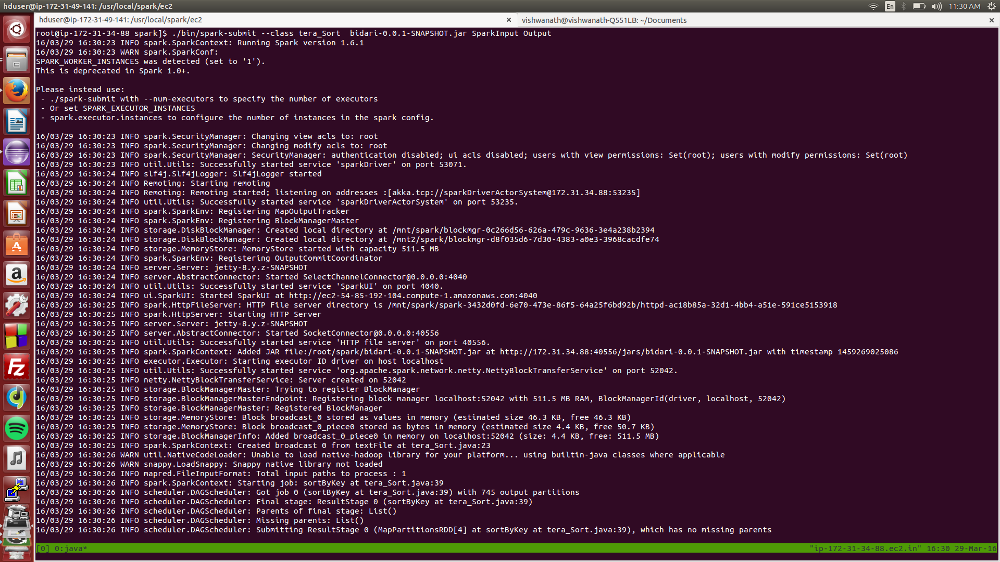 hduser@ip-172-31-49-141: /usr/local/spark/ec2
En
11:30 AM
hduser@ip-172-31-49-141: /usr/local/spark/ec2
vishwanath@vishwanath-Q551LB: ~/Documents
root@ip-172-31-34-88 spark]$ ./bin/spark-submit --class tera_Sort  bidari-0.0.1-SNAPSHOT.jar SparkInput Output
16/03/29 16:30:23 INFO spark.SparkContext: Running Spark version 1.6.1
16/03/29 16:30:23 WARN spark.SparkConf:
SPARK_WORKER_INSTANCES was detected (set to '1').
This is deprecated in Spark 1.0+.
Please instead use:
 - ./spark-submit with --num-executors to specify the number of executors
 - Or set SPARK_EXECUTOR_INSTANCES
 - spark.executor.instances to configure the number of instances in the spark config.
16/03/29 16:30:23 INFO spark.SecurityManager: Changing view acls to: root
16/03/29 16:30:23 INFO spark.SecurityManager: Changing modify acls to: root
16/03/29 16:30:23 INFO spark.SecurityManager: SecurityManager: authentication disabled; ui acls disabled; users with view permissions: Set(root); users with modify permissions: Set(root)
16/03/29 16:30:23 INFO util.Utils: Successfully started service 'sparkDriver' on port 53071.
16/03/29 16:30:24 INFO slf4j.Slf4jLogger: Slf4jLogger started
16/03/29 16:30:24 INFO Remoting: Starting remoting
16/03/29 16:30:24 INFO Remoting: Remoting started; listening on addresses :[akka.tcp://sparkDriverActorSystem@172.31.34.88:53235]
16/03/29 16:30:24 INFO util.Utils: Successfully started service 'sparkDriverActorSystem' on port 53235.
16/03/29 16:30:24 INFO spark.SparkEnv: Registering MapOutputTracker
16/03/29 16:30:24 INFO spark.SparkEnv: Registering BlockManagerMaster
16/03/29 16:30:24 INFO storage.DiskBlockManager: Created local directory at /mnt/spark/blockmgr-0c266d56-626a-479c-9636-3e4a238b2394
16/03/29 16:30:24 INFO storage.DiskBlockManager: Created local directory at /mnt2/spark/blockmgr-d8f035d6-7d30-4383-a0e3-3968cacdfe74
16/03/29 16:30:24 INFO storage.MemoryStore: MemoryStore started with capacity 511.5 MB
16/03/29 16:30:24 INFO spark.SparkEnv: Registering OutputCommitCoordinator
16/03/29 16:30:24 INFO server.Server: jetty-8.y.z-SNAPSHOT
16/03/29 16:30:24 INFO server.AbstractConnector: Started SelectChannelConnector@0.0.0.0:4040
16/03/29 16:30:24 INFO util.Utils: Successfully started service 'SparkUI' on port 4040.
16/03/29 16:30:24 INFO ui.SparkUI: Started SparkUI at http://ec2-54-85-192-104.compute-1.amazonaws.com:4040
16/03/29 16:30:25 INFO spark.HttpFileServer: HTTP File server directory is /mnt/spark/spark-3432d0fd-6e70-473e-86f5-64a25f6bd92b/httpd-ac18b85a-32d1-4bb4-a51e-591ce5153918
16/03/29 16:30:25 INFO spark.HttpServer: Starting HTTP Server
16/03/29 16:30:25 INFO server.Server: jetty-8.y.z-SNAPSHOT
16/03/29 16:30:25 INFO server.AbstractConnector: Started SocketConnector@0.0.0.0:40556
16/03/29 16:30:25 INFO util.Utils: Successfully started service 'HTTP file server' on port 40556.
16/03/29 16:30:25 INFO spark.SparkContext: Added JAR file:/root/spark/bidari-0.0.1-SNAPSHOT.jar at http://172.31.34.88:40556/jars/bidari-0.0.1-SNAPSHOT.jar with timestamp 1459269025086
16/03/29 16:30:25 INFO executor.Executor: Starting executor ID driver on host localhost
16/03/29 16:30:25 INFO util.Utils: Successfully started service 'org.apache.spark.network.netty.NettyBlockTransferService' on port 52042.
16/03/29 16:30:25 INFO netty.NettyBlockTransferService: Server created on 52042
16/03/29 16:30:25 INFO storage.BlockManagerMaster: Trying to register BlockManager
16/03/29 16:30:25 INFO storage.BlockManagerMasterEndpoint: Registering block manager localhost:52042 with 511.5 MB RAM, BlockManagerId(driver, localhost, 52042)
16/03/29 16:30:25 INFO storage.BlockManagerMaster: Registered BlockManager
16/03/29 16:30:25 INFO storage.MemoryStore: Block broadcast_0 stored as values in memory (estimated size 46.3 KB, free 46.3 KB)
16/03/29 16:30:25 INFO storage.MemoryStore: Block broadcast_0_piece0 stored as bytes in memory (estimated size 4.4 KB, free 50.7 KB)
16/03/29 16:30:25 INFO storage.BlockManagerInfo: Added broadcast_0_piece0 in memory on localhost:52042 (size: 4.4 KB, free: 511.5 MB)
16/03/29 16:30:25 INFO spark.SparkContext: Created broadcast 0 from textFile at tera_Sort.java:23
16/03/29 16:30:26 WARN util.NativeCodeLoader: Unable to load native-hadoop library for your platform... using builtin-java classes where applicable
16/03/29 16:30:26 WARN snappy.LoadSnappy: Snappy native library not loaded
16/03/29 16:30:26 INFO mapred.FileInputFormat: Total input paths to process : 1
16/03/29 16:30:26 INFO spark.SparkContext: Starting job: sortByKey at tera_Sort.java:39
16/03/29 16:30:26 INFO scheduler.DAGScheduler: Got job 0 (sortByKey at tera_Sort.java:39) with 745 output partitions
16/03/29 16:30:26 INFO scheduler.DAGScheduler: Final stage: ResultStage 0 (sortByKey at tera_Sort.java:39)
16/03/29 16:30:26 INFO scheduler.DAGScheduler: Parents of final stage: List()
16/03/29 16:30:26 INFO scheduler.DAGScheduler: Missing parents: List()
16/03/29 16:30:26 INFO scheduler.DAGScheduler: Submitting ResultStage 0 (MapPartitionsRDD[4] at sortByKey at tera_Sort.java:39), which has no missing parents
[0] 0:java*
"ip-172-31-34-88.ec2.in" 16:30 29-Mar-16